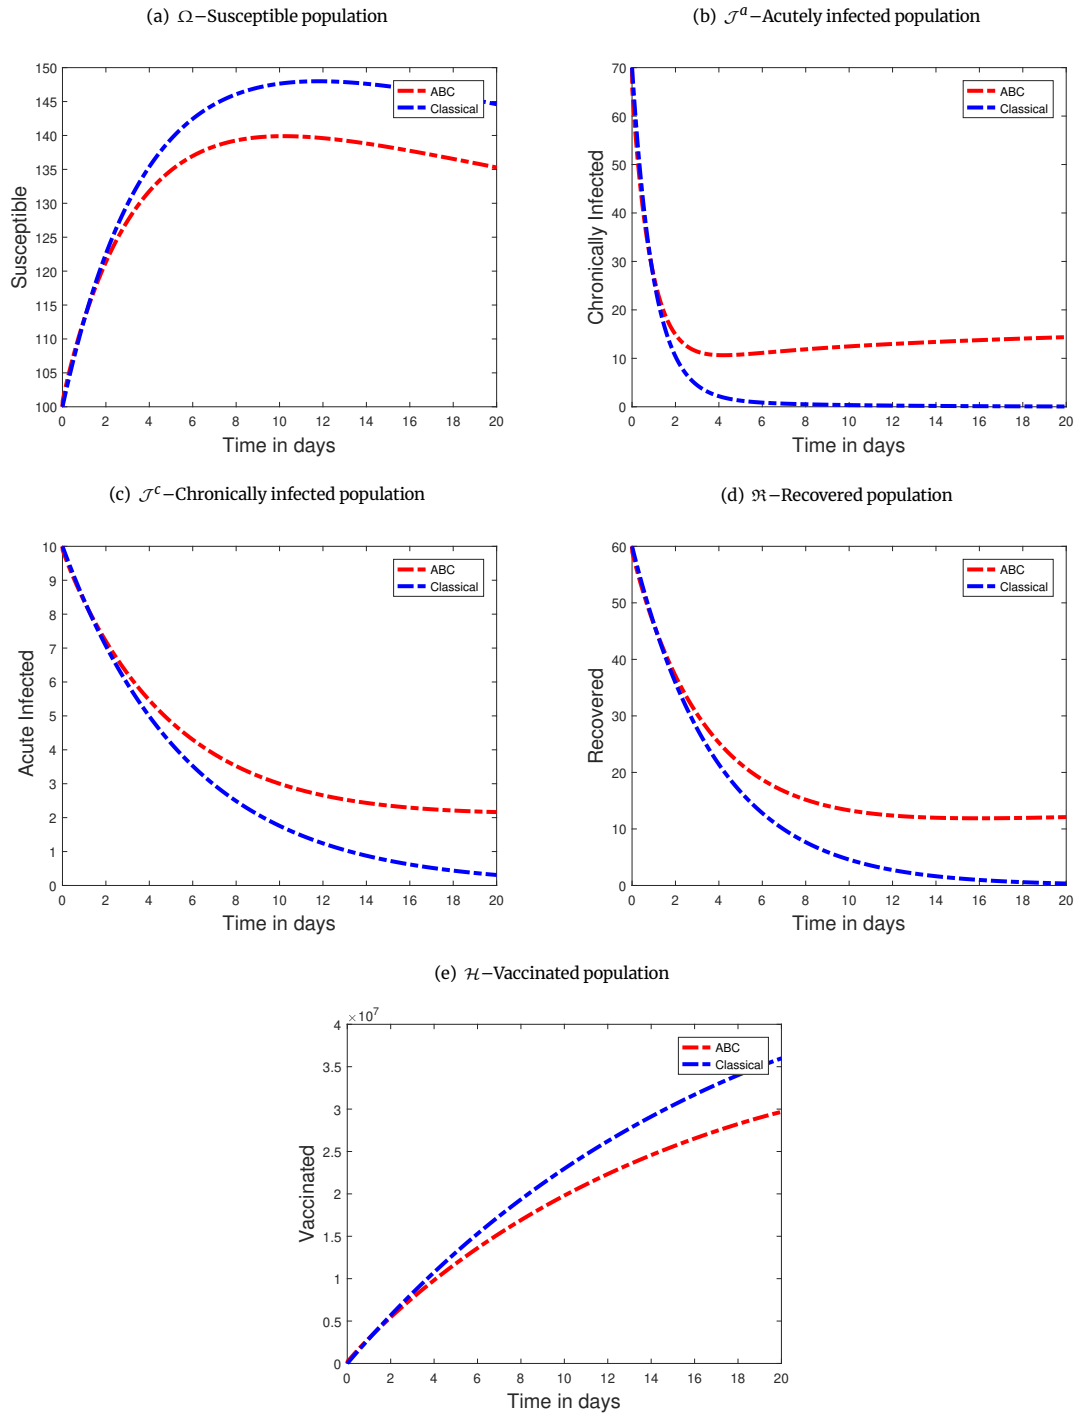 (a) Ω–Susceptible population
(b) 𝒥ᵃ–Acutely infected population
150
145
140
135
130
125
120
115
110
105
100
Susceptible
ABC
Classical
0 2 4 6 8 10 12 14 16 18 20
Time in days
70
60
50
40
30
20
10
0
Chronically Infected
ABC
Classical
0 2 4 6 8 10 12 14 16 18 20
Time in days
(c) 𝒥ᶜ–Chronically infected population
(d) ℜ–Recovered population
10
9
8
7
6
5
4
3
2
1
0
Acute Infected
ABC
Classical
0 2 4 6 8 10 12 14 16 18 20
Time in days
60
50
40
30
20
10
0
Recovered
ABC
Classical
0 2 4 6 8 10 12 14 16 18 20
Time in days
(e) ℋ–Vaccinated population
×10⁷
4
3.5
3
2.5
2
1.5
1
0.5
0
Vaccinated
ABC
Classical
0 2 4 6 8 10 12 14 16 18 20
Time in days